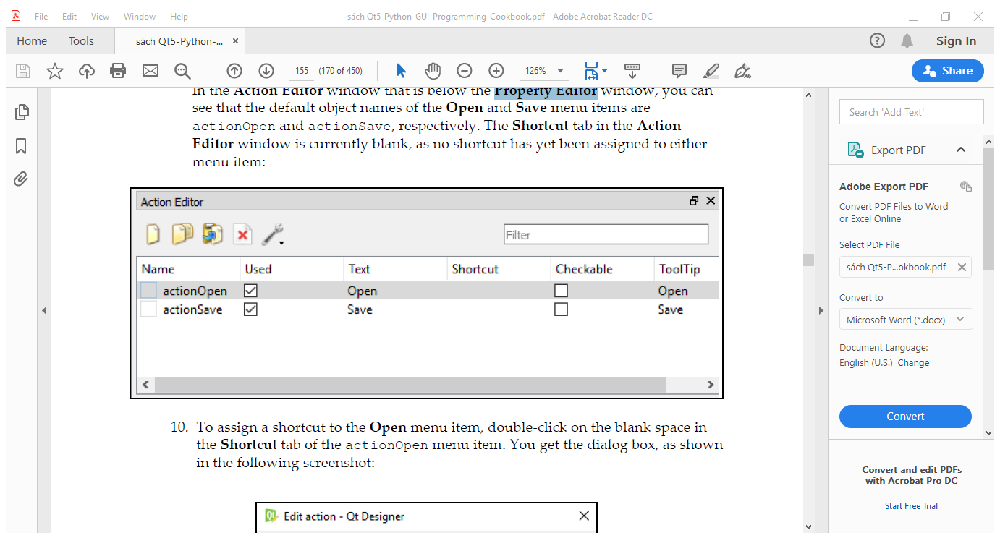 File Edit View Window Help
sách Qt5-Python-GUI-Programming-Cookbook.pdf - Adobe Acrobat Reader DC
Home Tools sách Qt5-Python-... × Sign In
155 (170 of 450) 126% Share
In the Action Editor window that is below the Property Editor window, you can
see that the default object names of the Open and Save menu items are
actionOpen and actionSave, respectively. The Shortcut tab in the Action
Editor window is currently blank, as no shortcut has yet been assigned to either
menu item:
Action Editor
Filter
Name Used Text Shortcut Checkable ToolTip
actionOpen Open Open
actionSave Save Save
10. To assign a shortcut to the Open menu item, double-click on the blank space in
the Shortcut tab of the actionOpen menu item. You get the dialog box, as shown
in the following screenshot:
Qt Edit action - Qt Designer
Search 'Add Text'
Export PDF
Adobe Export PDF
Convert PDF Files to Word
or Excel Online
Select PDF File
sách Qt5-P...okbook.pdf
Convert to
Microsoft Word (*.docx)
Document Language:
English (U.S.) Change
Convert
Convert and edit PDFs
with Acrobat Pro DC
Start Free Trial